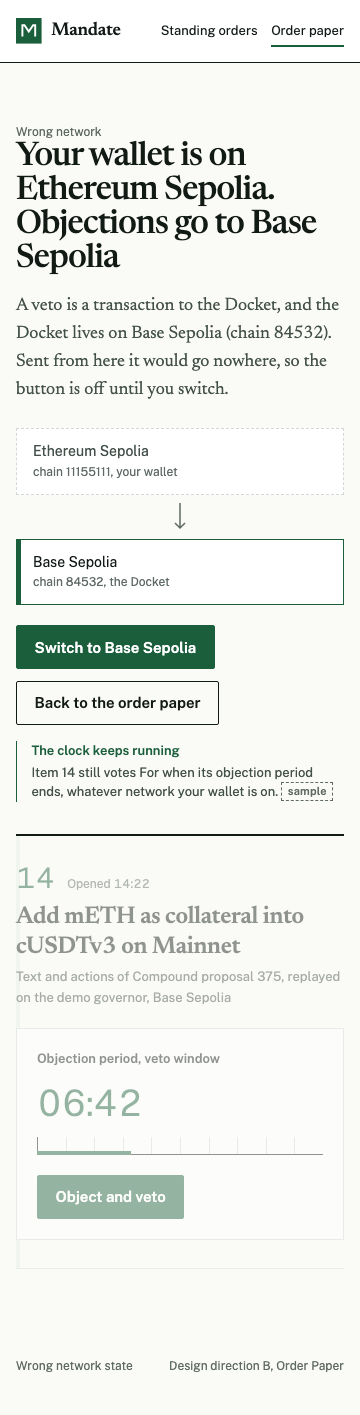 M Mandate Standing orders Order paper
Wrong network
Your wallet is on
Ethereum Sepolia.
Objections go to Base
Sepolia
A veto is a transaction to the Docket, and the
Docket lives on Base Sepolia (chain 84532).
Sent from here it would go nowhere, so the
button is off until you switch.
Ethereum Sepolia
chain 11155111, your wallet
Base Sepolia
chain 84532, the Docket
Switch to Base Sepolia
Back to the order paper
The clock keeps running
Item 14 still votes For when its objection period
ends, whatever network your wallet is on. sample
14 Opened 14:22
Add mETH as collateral into
cUSDTv3 on Mainnet
Text and actions of Compound proposal 375, replayed
on the demo governor, Base Sepolia
Objection period, veto window
06:42
Object and veto
Wrong network state Design direction B, Order Paper